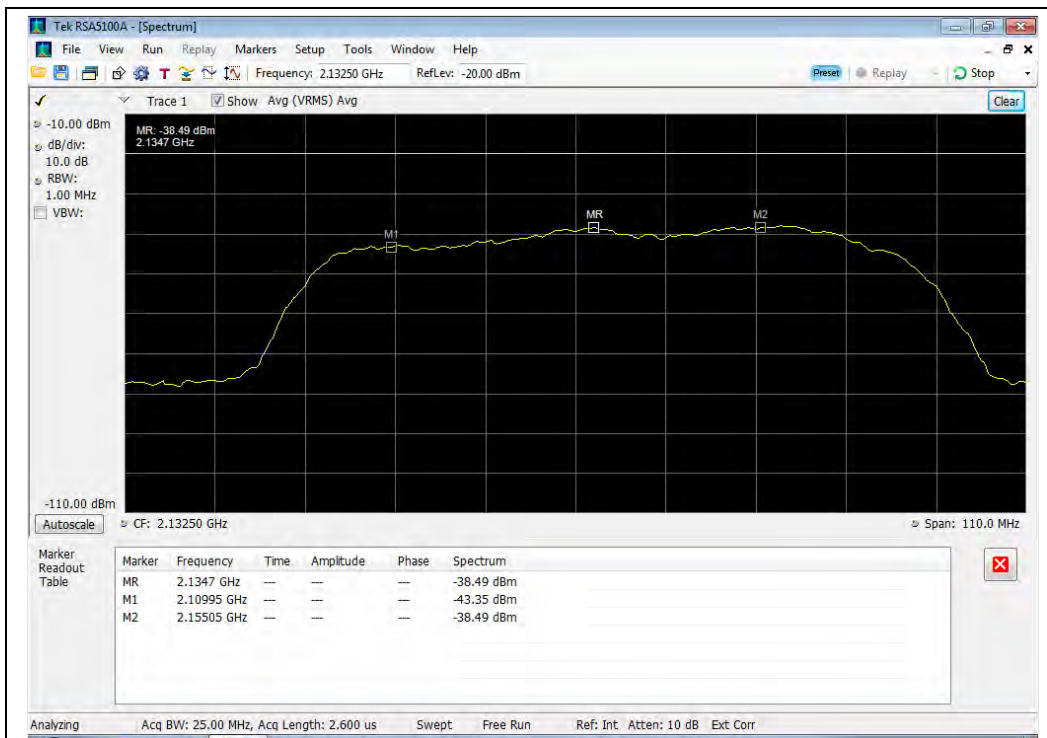 Tek RSA5100A - [Spectrum]
File View Run Replay Markers Setup Tools Window Help
T Frequency: 2.13250 GHz RefLev: -20.00 dBm Preset Replay Stop
Trace 1 Show Avg (VRMS) Avg Clear
-10.00 dBm
dB/div:
10.0 dB
RBW:
1.00 MHz
VBW:
MR: -38.49 dBm
2.1347 GHz
M1
MR
M2
-110.00 dBm
Autoscale CF: 2.13250 GHz Span: 110.0 MHz
Marker
Readout
Table
Marker Frequency Time Amplitude Phase Spectrum
MR 2.1347 GHz --- --- --- -38.49 dBm
M1 2.10995 GHz --- --- --- -43.35 dBm
M2 2.15505 GHz --- --- --- -38.49 dBm
Analyzing Acq BW: 25.00 MHz, Acq Length: 2.600 us Swept Free Run Ref: Int Atten: 10 dB Ext Corr